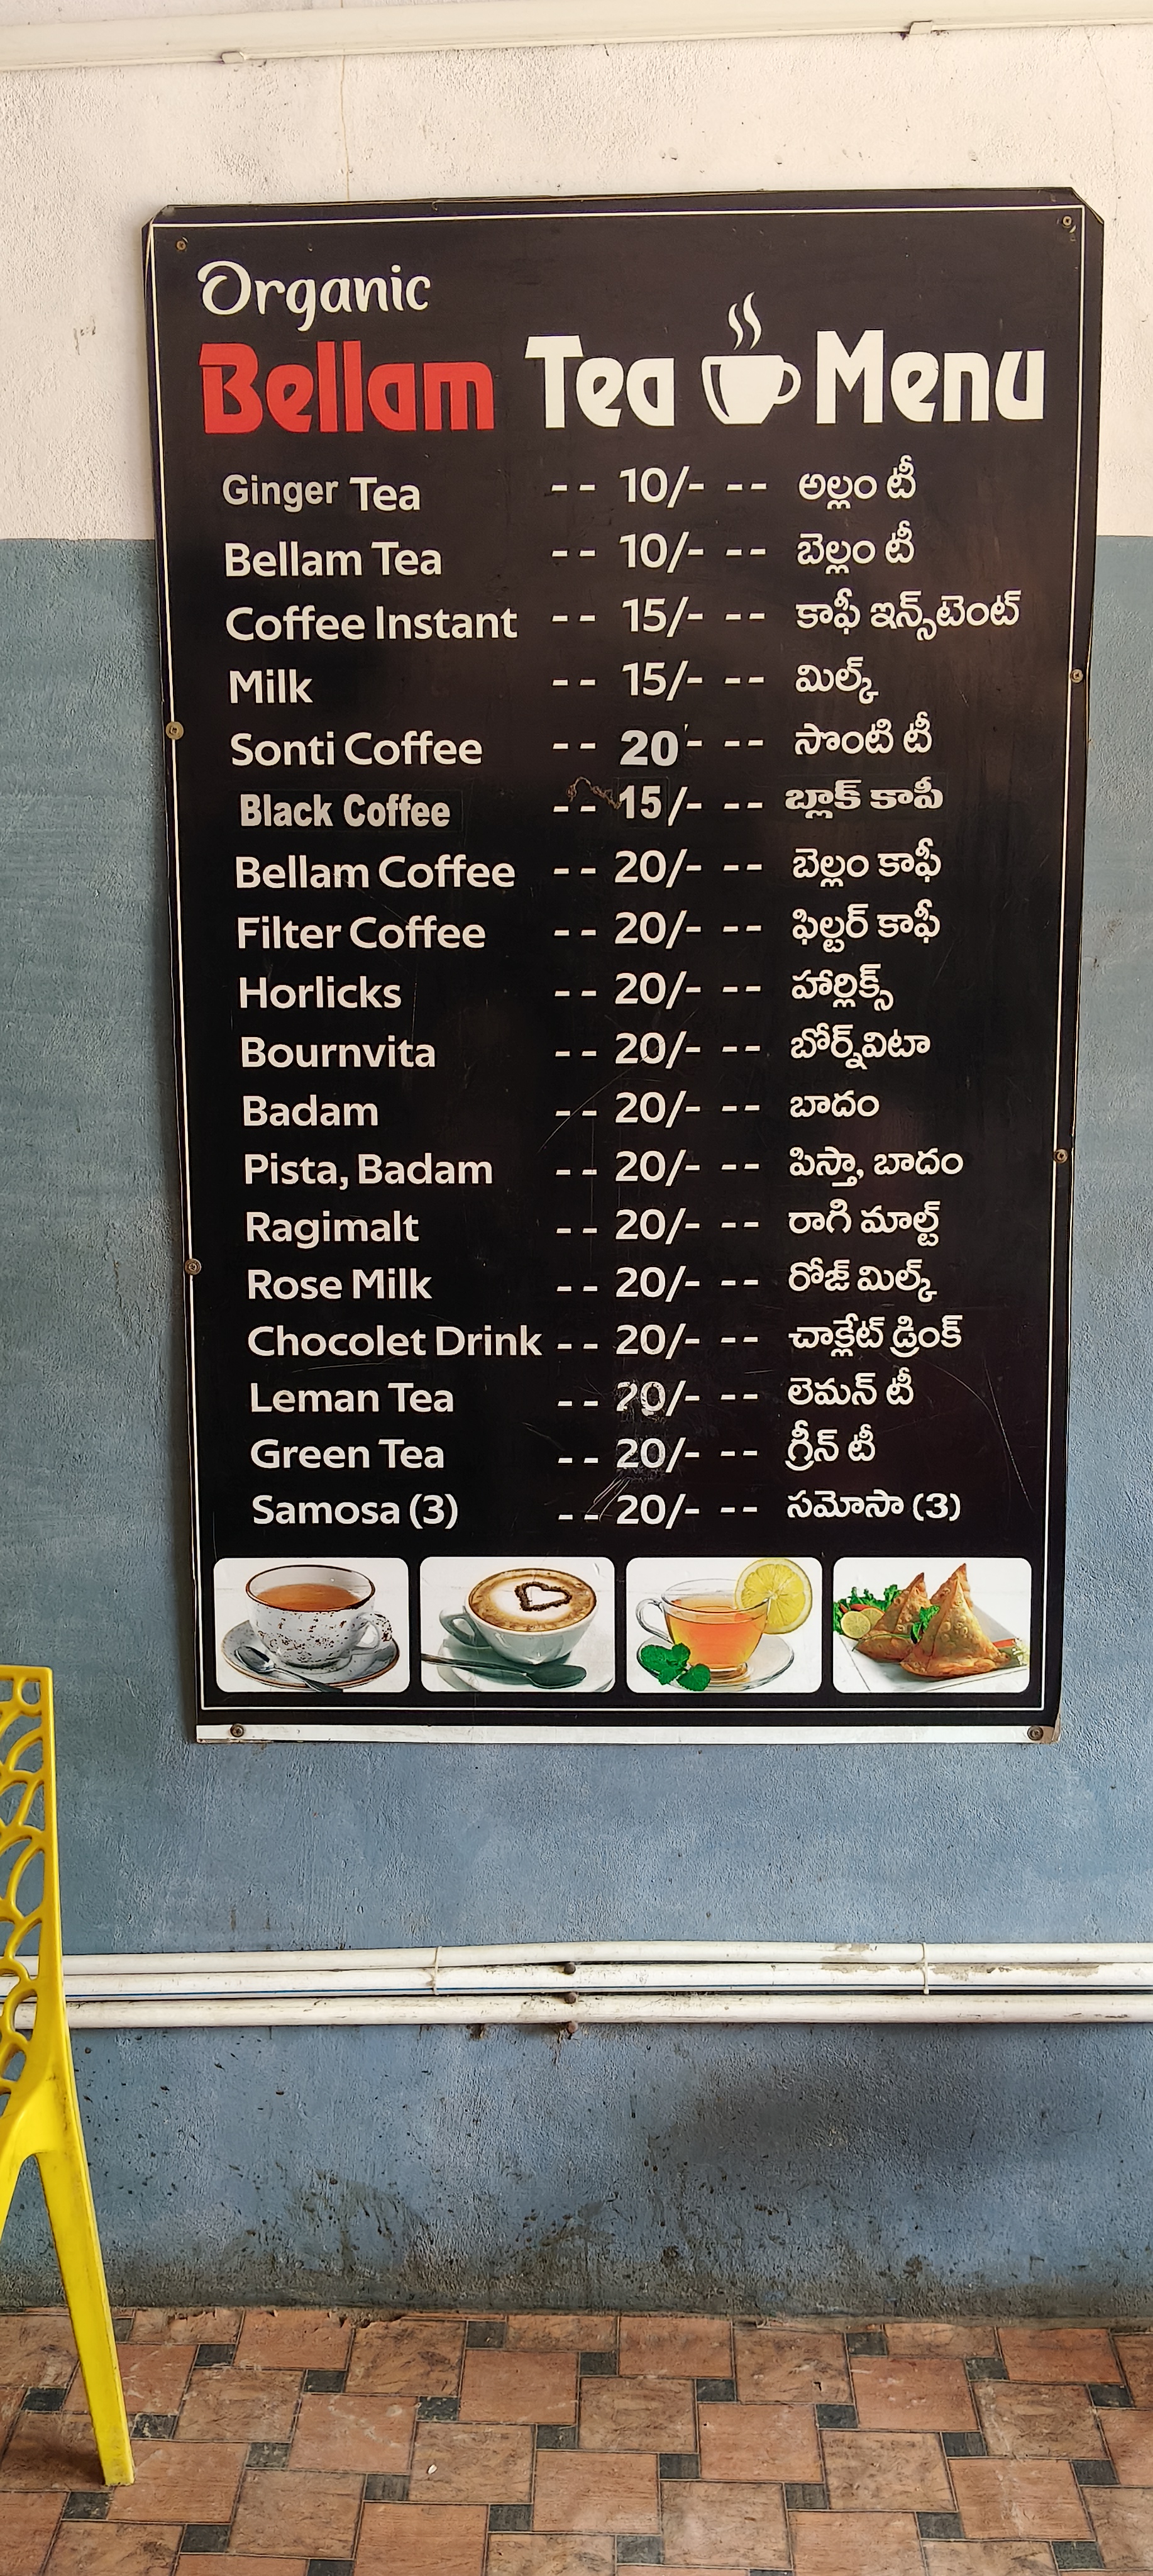 Organic
Bellam Tea Menu
Ginger Tea -- 10/- -- అల్లం టీ
Bellam Tea -- 10/- -- బెల్లం టీ
Coffee Instant -- 15/- -- కాఫీ ఇన్స్‌టెంట్
Milk -- 15/- -- మిల్క్
Sonti Coffee -- 20 - -- సొంటి టీ
Black Coffee -- 15/- -- బ్లాక్ కాపీ
Bellam Coffee -- 20/- -- బెల్లం కాఫీ
Filter Coffee -- 20/- -- ఫిల్టర్ కాఫీ
Horlicks -- 20/- -- హార్లిక్స్
Bournvita -- 20/- -- బోర్న్‌విటా
Badam -- 20/- -- బాదం
Pista, Badam -- 20/- -- పిస్తా, బాదం
Ragimalt -- 20/- -- రాగి మాల్ట్
Rose Milk -- 20/- -- రోజ్ మిల్క్
Chocolet Drink -- 20/- -- చాక్లేట్ డ్రింక్
Leman Tea -- 20/- -- లెమన్ టీ
Green Tea -- 20/- -- గ్రీన్ టీ
Samosa (3) -- 20/- -- సమోసా (3)